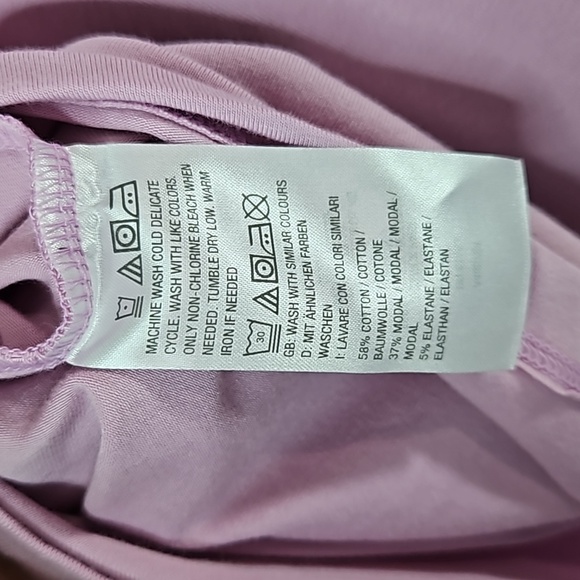 MACHINE WASH COLD DELICATE
CYCLE. WASH WITH LIKE COLORS.
ONLY NON-CHLORINE BLEACH WHEN
NEEDED. TUMBLE DRY LOW. WARM
IRON IF NEEDED
30
GB: WASH WITH SIMILAR COLOURS
D: MIT ÄHNLICHEN FARBEN
WASCHEN
I: LAVARE CON COLORI SIMILARI
58% COTTON / COTTON /
BAUMWOLLE / COTONE
37% MODAL / MODAL / MODAL /
MODAL
5% ELASTANE / ELASTANE /
ELASTHAN / ELASTAN